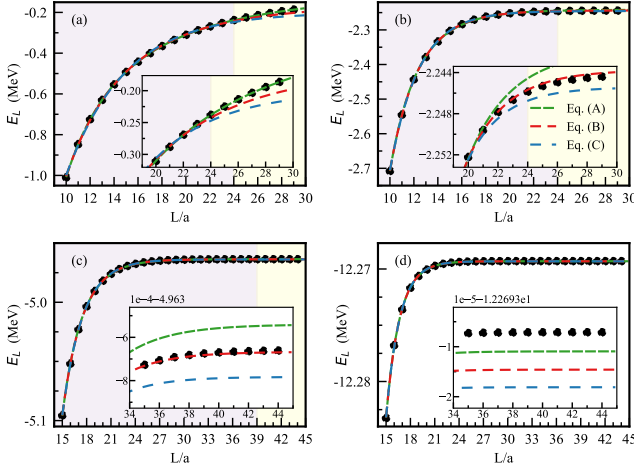 (a)
E_L (MeV)
-0.2
-0.4
-0.6
-0.8
-1.0
−0.20
−0.25
−0.30
20 22 24 26 28 30
10 12 14 16 18 20 22 24 26 28 30
L/a
(b)
E_L (MeV)
-2.3
-2.4
-2.5
-2.6
-2.7
−2.244
−2.248
−2.252
Eq. (A)
Eq. (B)
Eq. (C)
20 22 24 26 28 30
10 12 14 16 18 20 22 24 26 28 30
L/a
(c)
E_L (MeV)
-5.0
-5.1
1e−4−4.963
−6
−8
34 36 38 40 42 44
15 18 21 24 27 30 33 36 39 42 45
L/a
(d)
E_L (MeV)
-12.27
-12.28
1e−5−1.22693e1
−1
−2
34 36 38 40 42 44
15 18 21 24 27 30 33 36 39 42 45
L/a